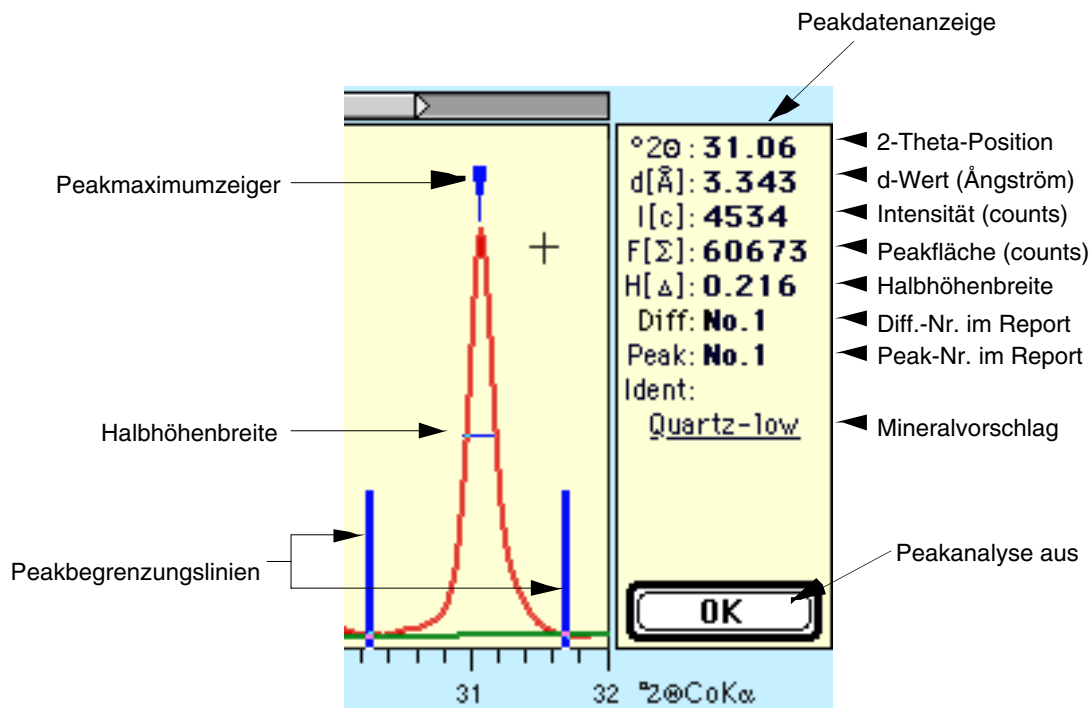 Peakdatenanzeige
°2Θ: 31.06
2-Theta-Position
d[Å]: 3.343
d-Wert (Ångström)
I[c]: 4534
Intensität (counts)
F[Σ]: 60673
Peakfläche (counts)
H[Δ]: 0.216
Halbhöhenbreite
Diff: No.1
Diff.-Nr. im Report
Peak: No.1
Peak-Nr. im Report
Ident:
Quartz-low
Mineralvorschlag
Peakmaximumzeiger
Halbhöhenbreite
Peakbegrenzungslinien
Peakanalyse aus
OK
31
32
°2ΘCoKα